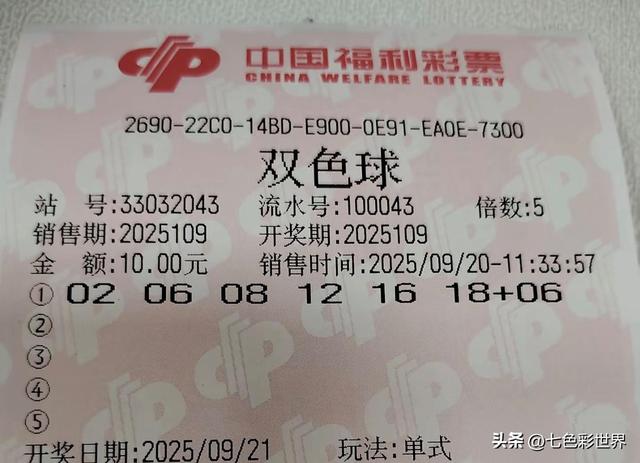 中国福利彩票
CHINA WELFARE LOTTERY
2690-22C0-14BD-E900-0E91-EA0E-7300
双色球
站 号:33032043 流水号:100043 倍数:5
销售期:2025109 开奖期:2025109
金 额:10.00元 销售时间:2025/09/20-11:33:57
① 02 06 08 12 16 18+06
②
③
④
⑤
开奖日期:2025/09/21 玩法:单式
头条 @七色彩世界